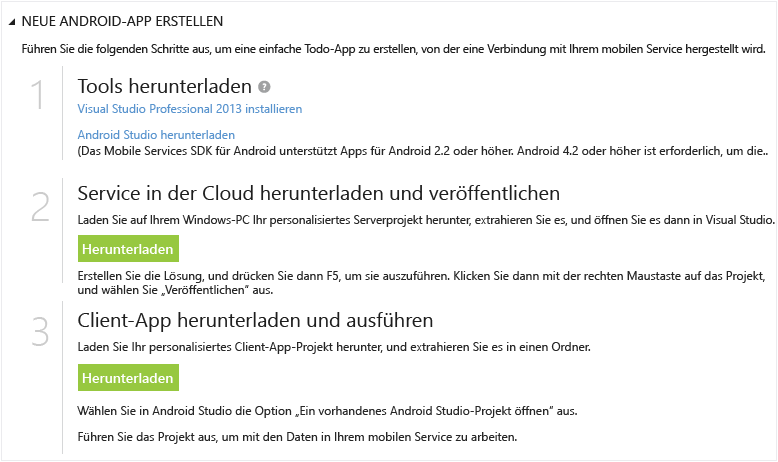 NEUE ANDROID-APP ERSTELLEN
Führen Sie die folgenden Schritte aus, um eine einfache Todo-App zu erstellen, von der eine Verbindung mit Ihrem mobilen Service hergestellt wird.
1
Tools herunterladen ?
Visual Studio Professional 2013 installieren
Android Studio herunterladen
(Das Mobile Services SDK für Android unterstützt Apps für Android 2.2 oder höher. Android 4.2 oder höher ist erforderlich, um die..
2
Service in der Cloud herunterladen und veröffentlichen
Laden Sie auf Ihrem Windows-PC Ihr personalisiertes Serverprojekt herunter, extrahieren Sie es, und öffnen Sie es dann in Visual Studio.
Herunterladen
Erstellen Sie die Lösung, und drücken Sie dann F5, um sie auszuführen. Klicken Sie dann mit der rechten Maustaste auf das Projekt,
und wählen Sie „Veröffentlichen“ aus.
3
Client-App herunterladen und ausführen
Laden Sie Ihr personalisiertes Client-App-Projekt herunter, und extrahieren Sie es in einen Ordner.
Herunterladen
Wählen Sie in Android Studio die Option „Ein vorhandenes Android Studio-Projekt öffnen“ aus.
Führen Sie das Projekt aus, um mit den Daten in Ihrem mobilen Service zu arbeiten.